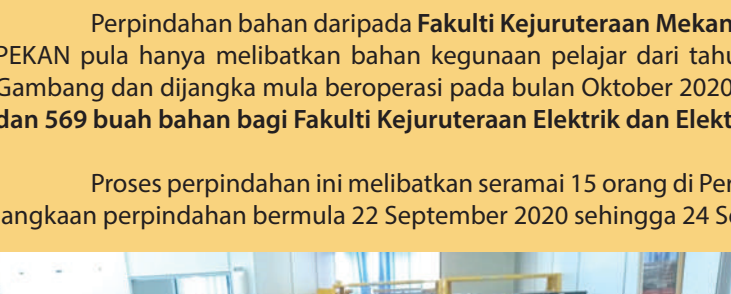 Perpindahan bahan daripada Fakulti Kejuruteraan Mekan
PEKAN pula hanya melibatkan bahan kegunaan pelajar dari tahu
Gambang dan dijangka mula beroperasi pada bulan Oktober 2020
dan 569 buah bahan bagi Fakulti Kejuruteraan Elektrik dan Elekt
Proses perpindahan ini melibatkan seramai 15 orang di Per
angkaan perpindahan bermula 22 September 2020 sehingga 24 Se